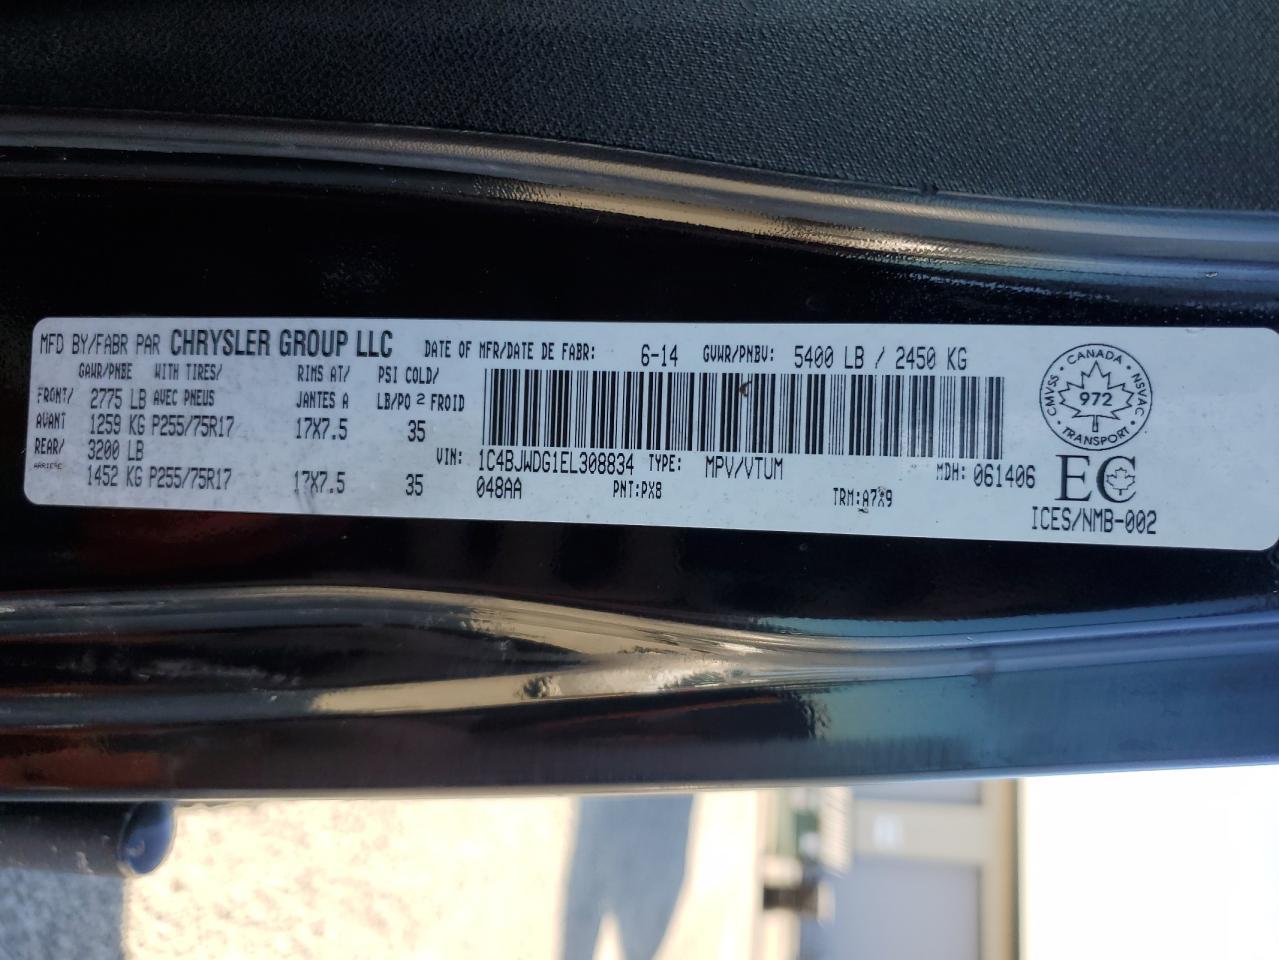 MFD BY/FABR PAR CHRYSLER GROUP LLC DATE OF MFR/DATE DE FABR: 6-14 GVWR/PNBV: 5400 LB / 2450 KG
GAWR/PNBE WITH TIRES/ RIMS AT/ PSI COLD/
FRONT/ 2775 LB AVEC PNEUS JANTES A LB/PO 2 FROID
AVANT 1259 KG P255/75R17 17X7.5 35
REAR/ 3200 LB VIN: 1C4BJWDG1EL308834 TYPE: MPV/VTUM MDH: 061406
ARRIERE 1452 KG P255/75R17 17X7.5 35 048AA PNT:PX8 TRM:A7X9
CANADA
CMVSS 972 NSVAC
TRANSPORT
EC
ICES/NMB-002